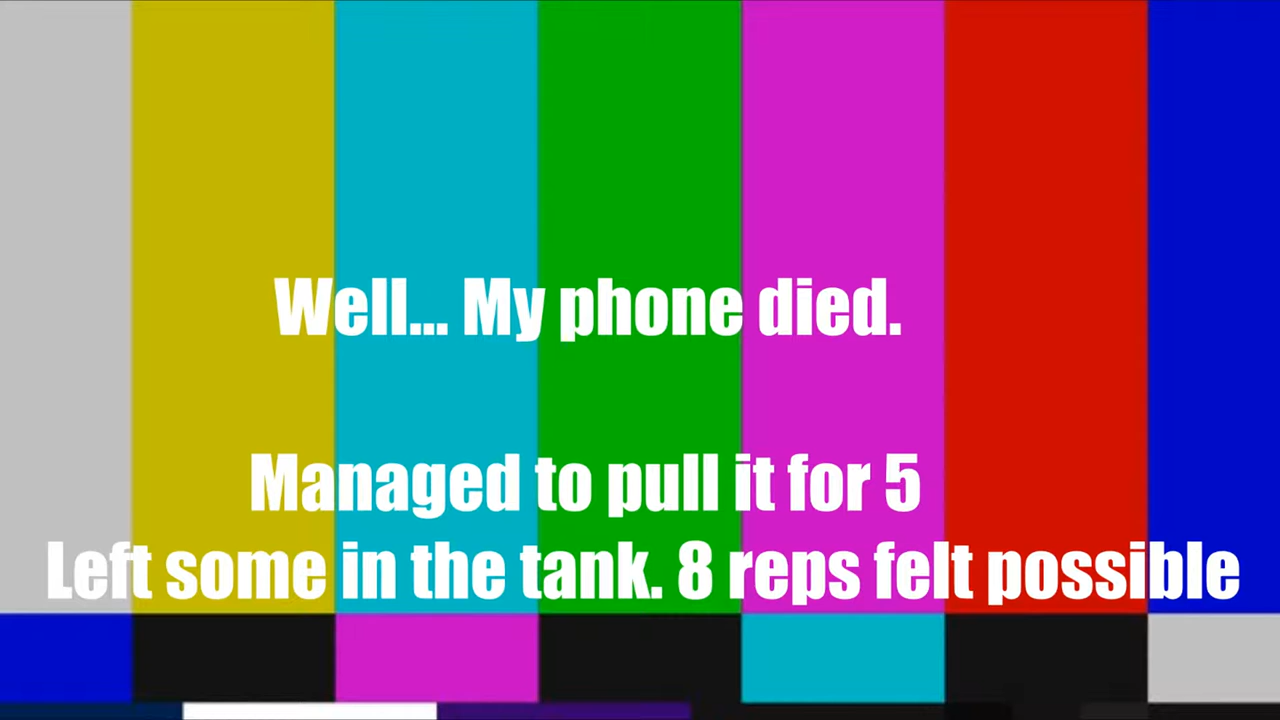 Well... My phone died.
Managed to pull it for 5
Left some in the tank. 8 reps felt possible